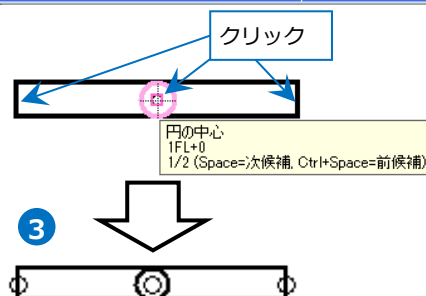 クリック
円の中心
1FL+0
1/2 (Space=次候補, Ctrl+Space=前候補)
3